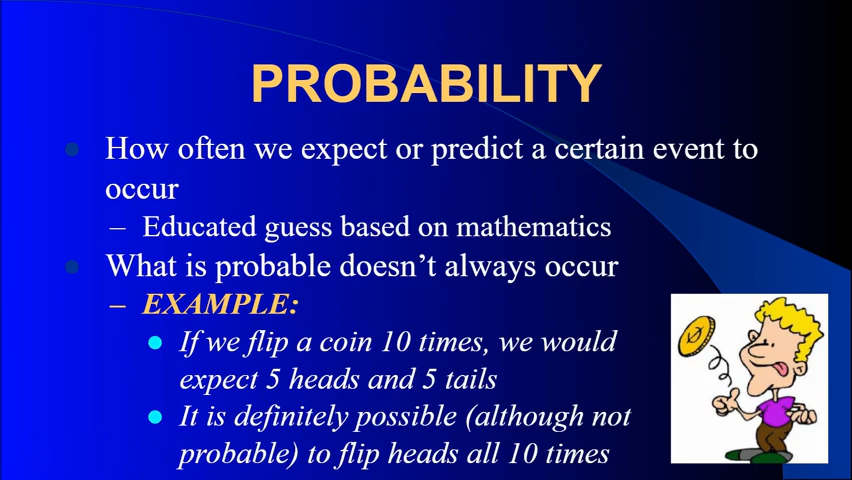 PROBABILITY
How often we expect or predict a certain event to
occur
– Educated guess based on mathematics
What is probable doesn’t always occur
– EXAMPLE:
If we flip a coin 10 times, we would
expect 5 heads and 5 tails
It is definitely possible (although not
probable) to flip heads all 10 times